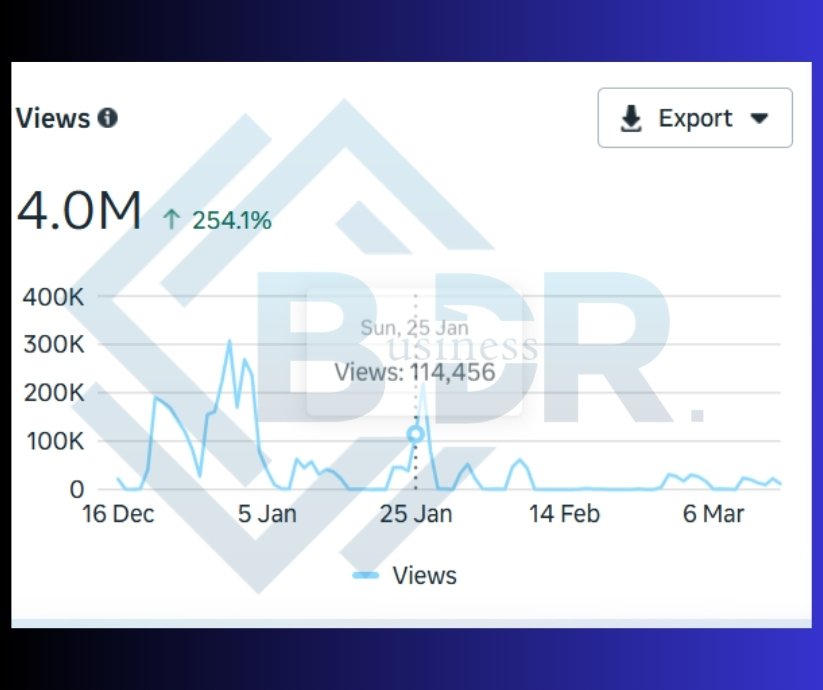 Views
Export
4.0M ↑ 254.1%
400K
300K
200K
100K
0
Sun, 25 Jan
Views: 114,456
BDR.
usiness
16 Dec
5 Jan
25 Jan
14 Feb
6 Mar
Views